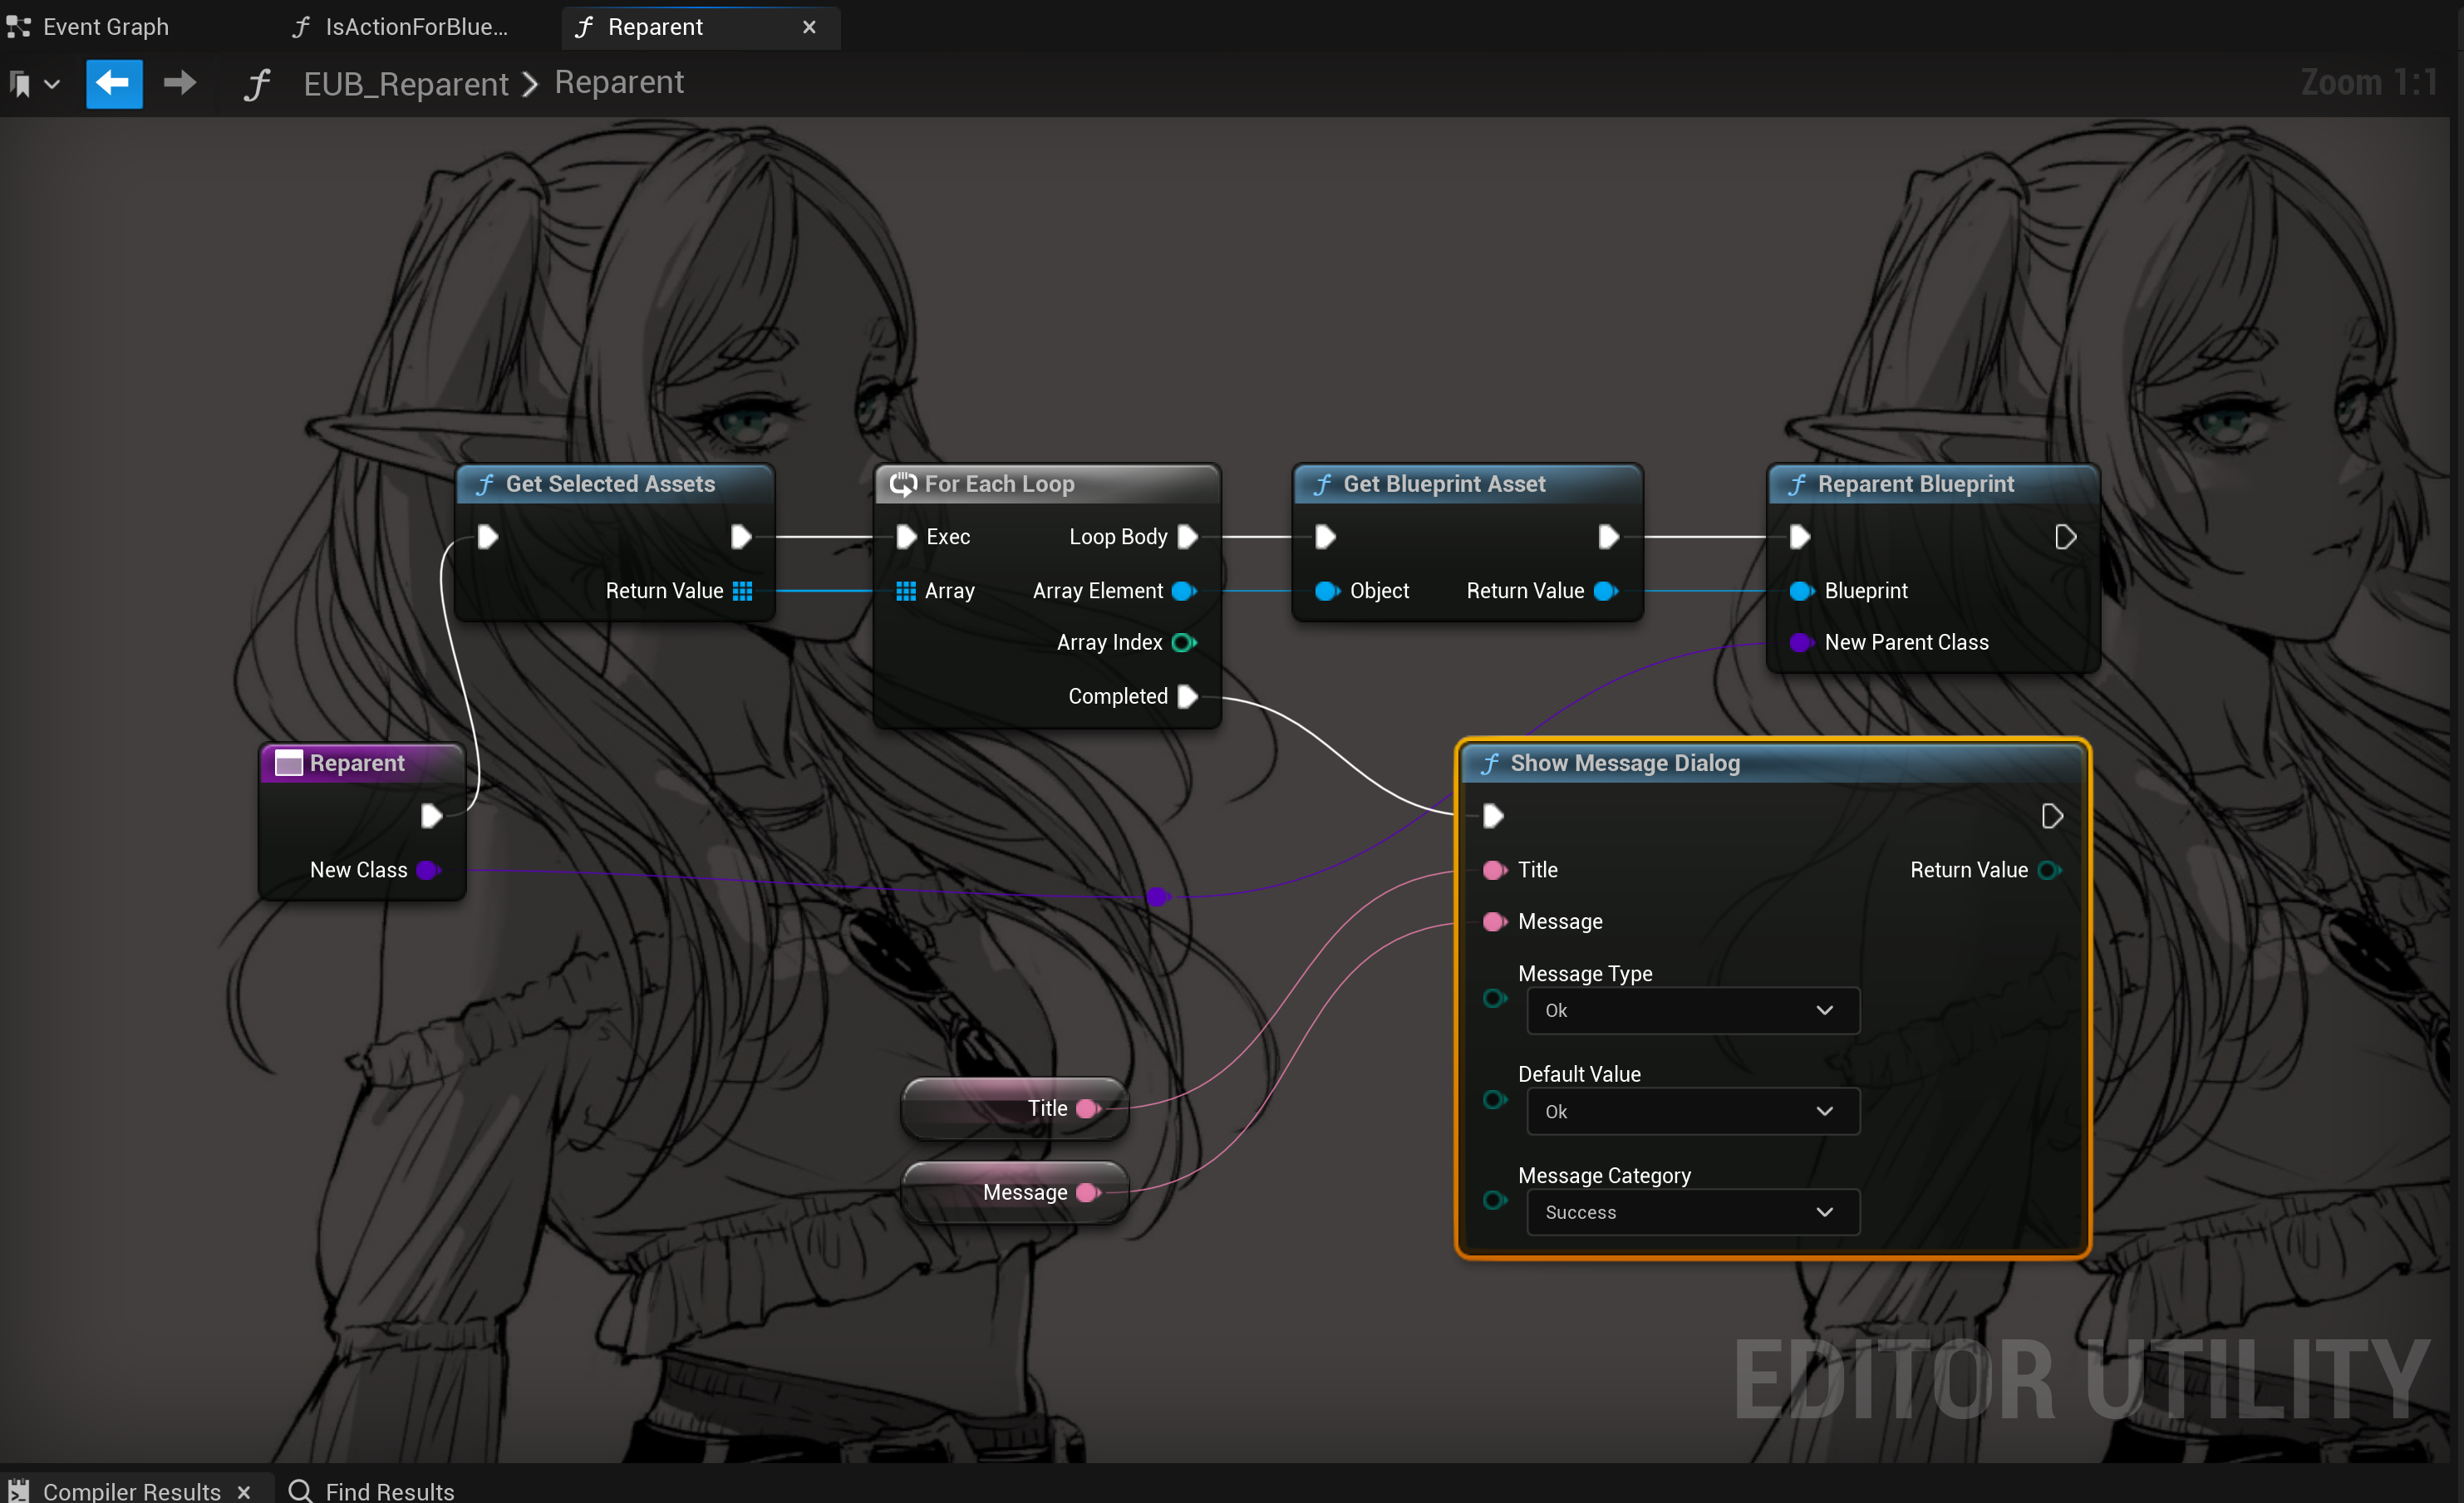 Event Graph
IsActionForBlue...
Reparent
EUB_Reparent > Reparent
Zoom 1:1
Get Selected Assets
Return Value
For Each Loop
Exec
Loop Body
Array
Array Element
Array Index
Completed
Get Blueprint Asset
Object
Return Value
Reparent Blueprint
Blueprint
New Parent Class
Reparent
New Class
Show Message Dialog
Title
Return Value
Message
Message Type
Ok
Default Value
Ok
Message Category
Success
Title
Message
EDITOR UTILITY
Compiler Results
Find Results